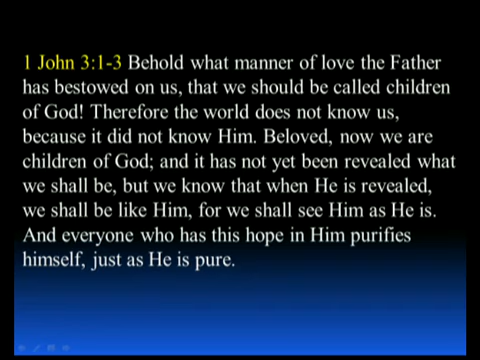 1 John 3:1-3 Behold what manner of love the Father
has bestowed on us, that we should be called children
of God! Therefore the world does not know us,
because it did not know Him. Beloved, now we are
children of God; and it has not yet been revealed what
we shall be, but we know that when He is revealed,
we shall be like Him, for we shall see Him as He is.
And everyone who has this hope in Him purifies
himself, just as He is pure.